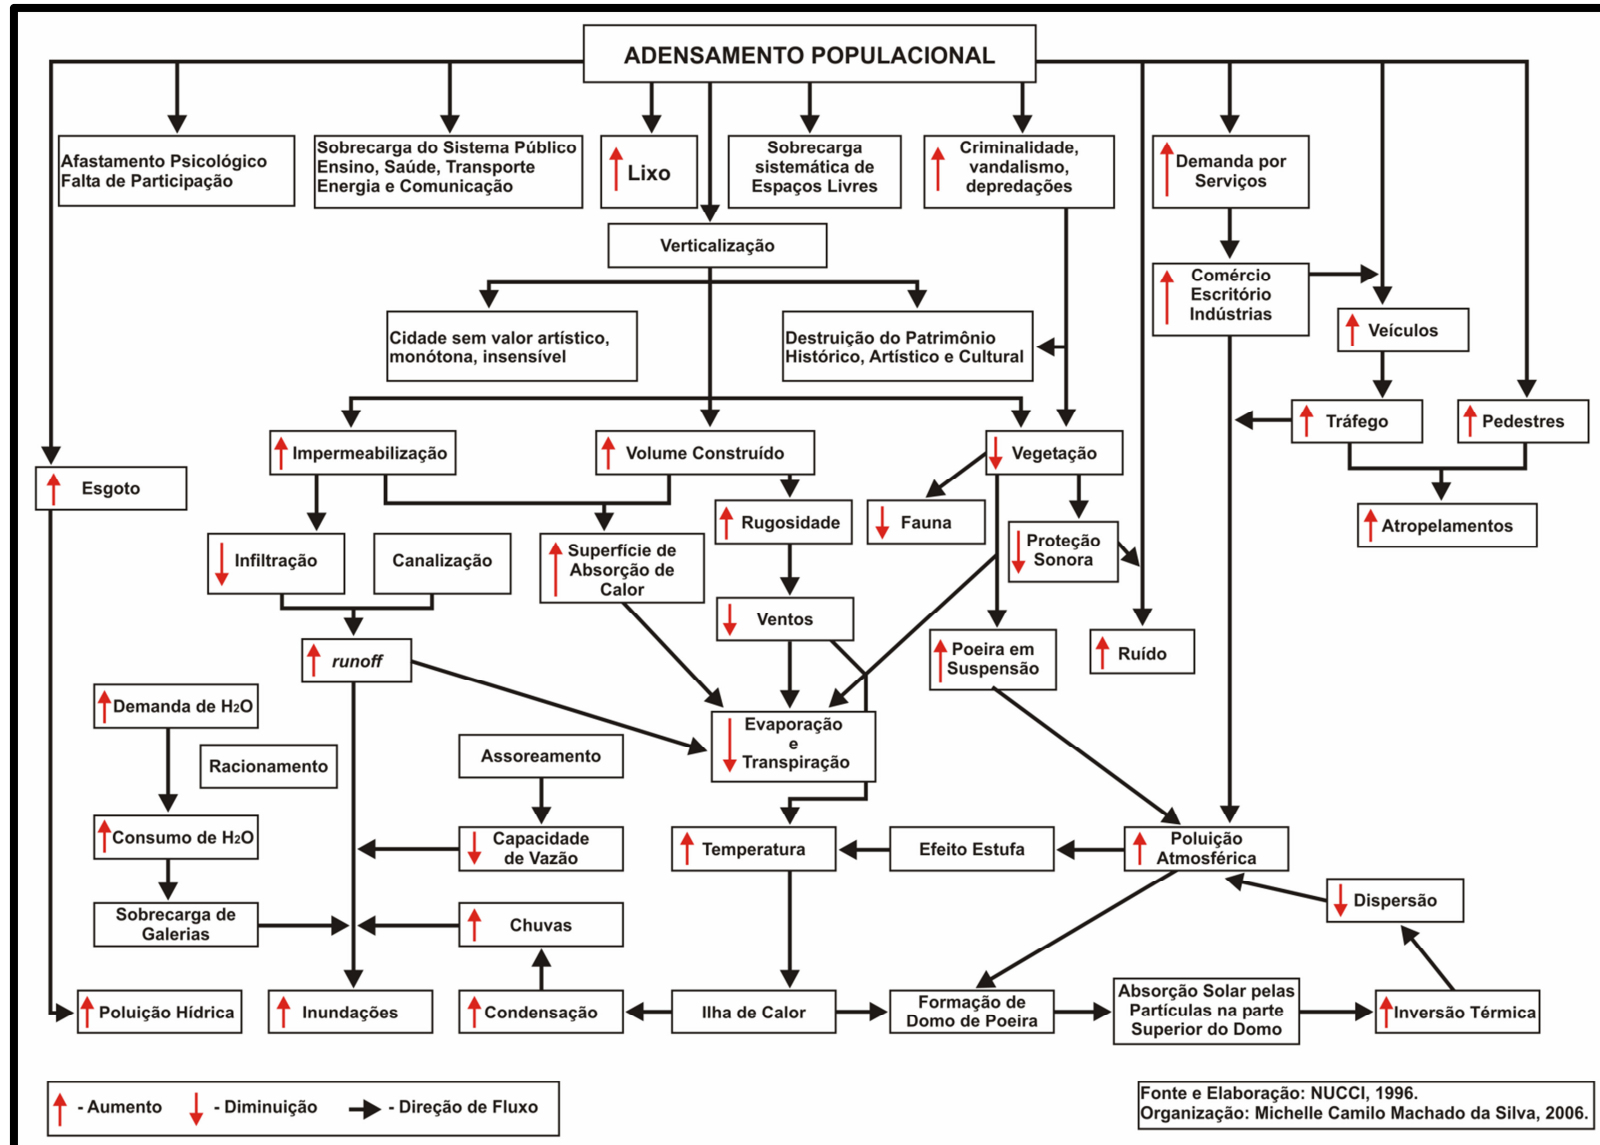 ADENSAMENTO POPULACIONAL
Afastamento Psicológico
Falta de Participação
Sobrecarga do Sistema Público
Ensino, Saúde, Transporte
Energia e Comunicação
Lixo
Sobrecarga
sistemática de
Espaços Livres
Criminalidade,
vandalismo,
depredações
Demanda por
Serviços
Verticalização
Comércio
Escritório
Indústrias
Cidade sem valor artístico,
monótona, insensível
Destruição do Patrimônio
Histórico, Artístico e Cultural
Veículos
Tráfego
Pedestres
Impermeabilização
Volume Construído
Vegetação
Esgoto
Rugosidade
Fauna
Proteção
Sonora
Atropelamentos
Infiltração
Canalização
Superfície de
Absorção de
Calor
Ventos
runoff
Poeira em
Suspensão
Ruído
Demanda de H2O
Evaporação
e
Transpiração
Racionamento
Assoreamento
Consumo de H2O
Capacidade
de Vazão
Temperatura
Efeito Estufa
Poluição
Atmosférica
Dispersão
Sobrecarga de
Galerias
Chuvas
Poluição Hídrica
Inundações
Condensação
Ilha de Calor
Formação de
Domo de Poeira
Absorção Solar pelas
Partículas na parte
Superior do Domo
Inversão Térmica
- Aumento
- Diminuição
- Direção de Fluxo
Fonte e Elaboração: NUCCI, 1996.
Organização: Michelle Camilo Machado da Silva, 2006.